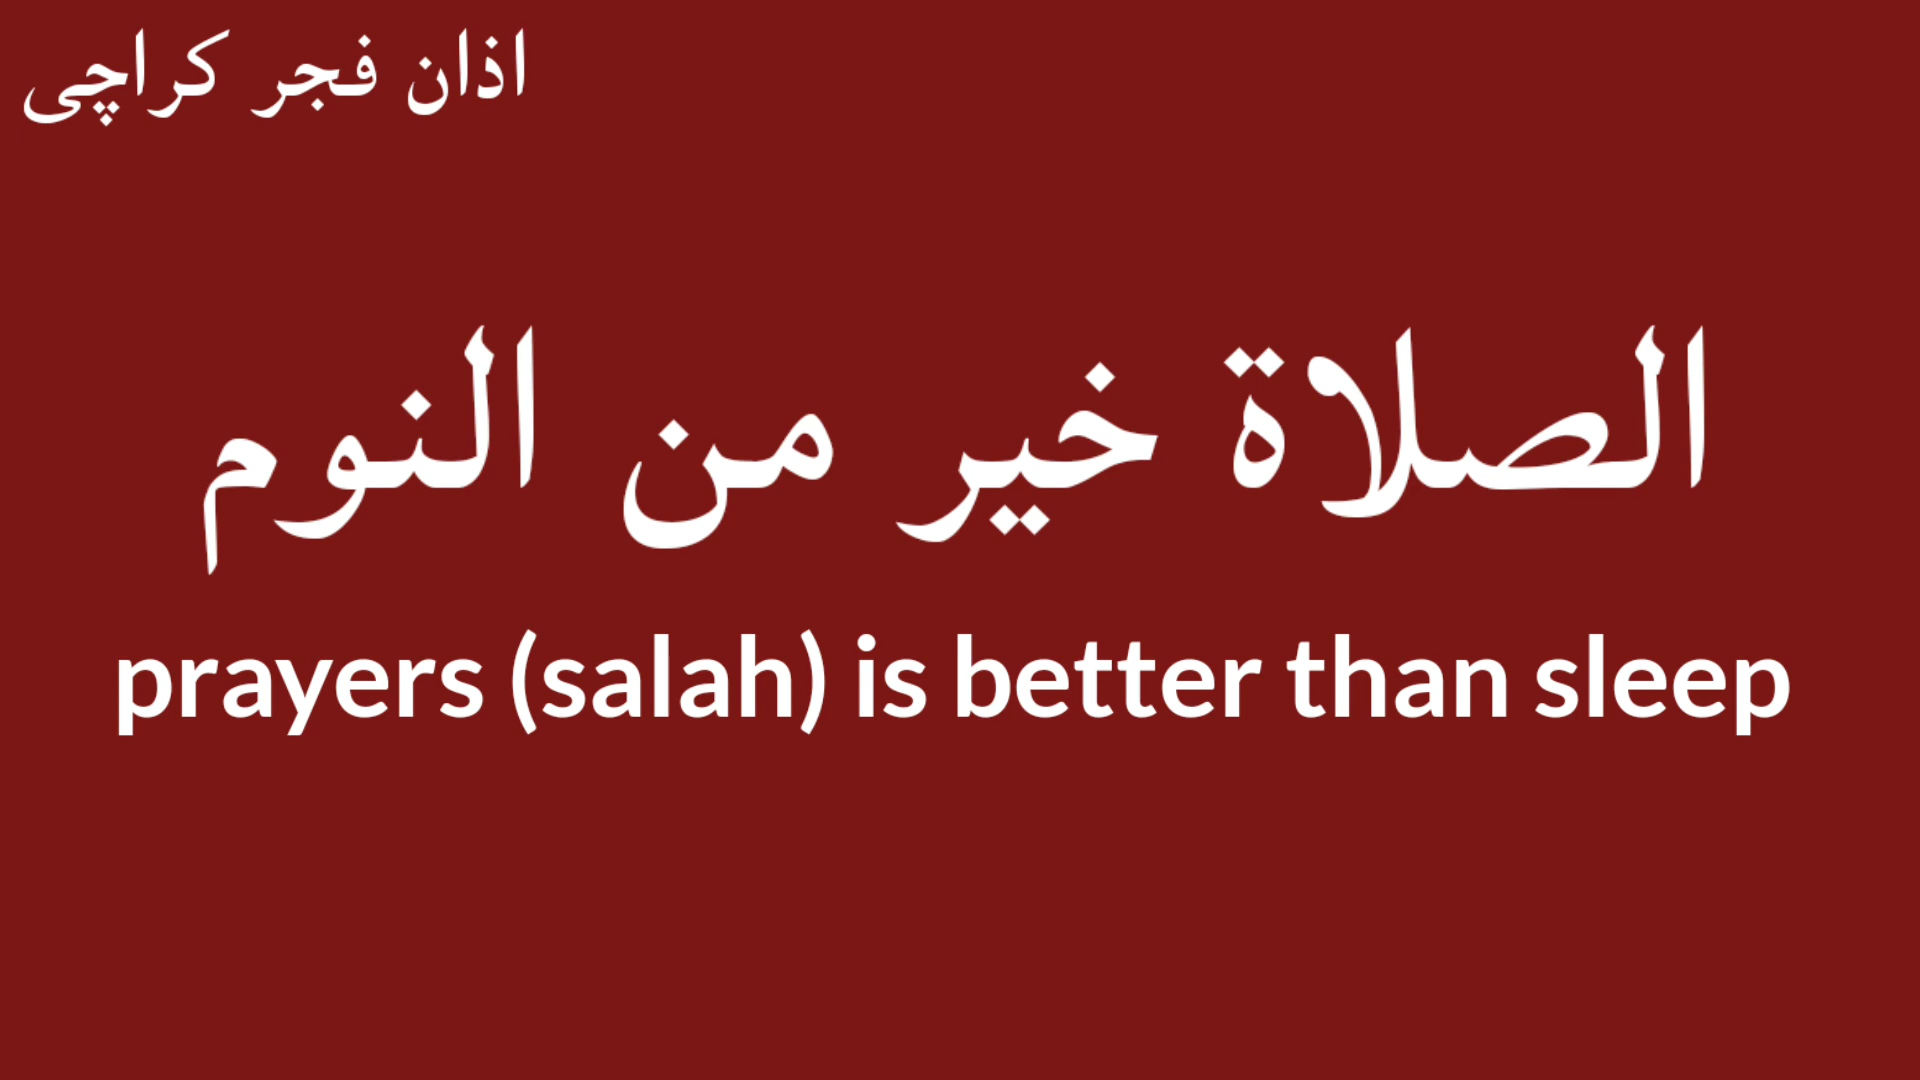 اذان فجر کراچی
الصلاة خير من النوم
prayers (salah) is better than sleep